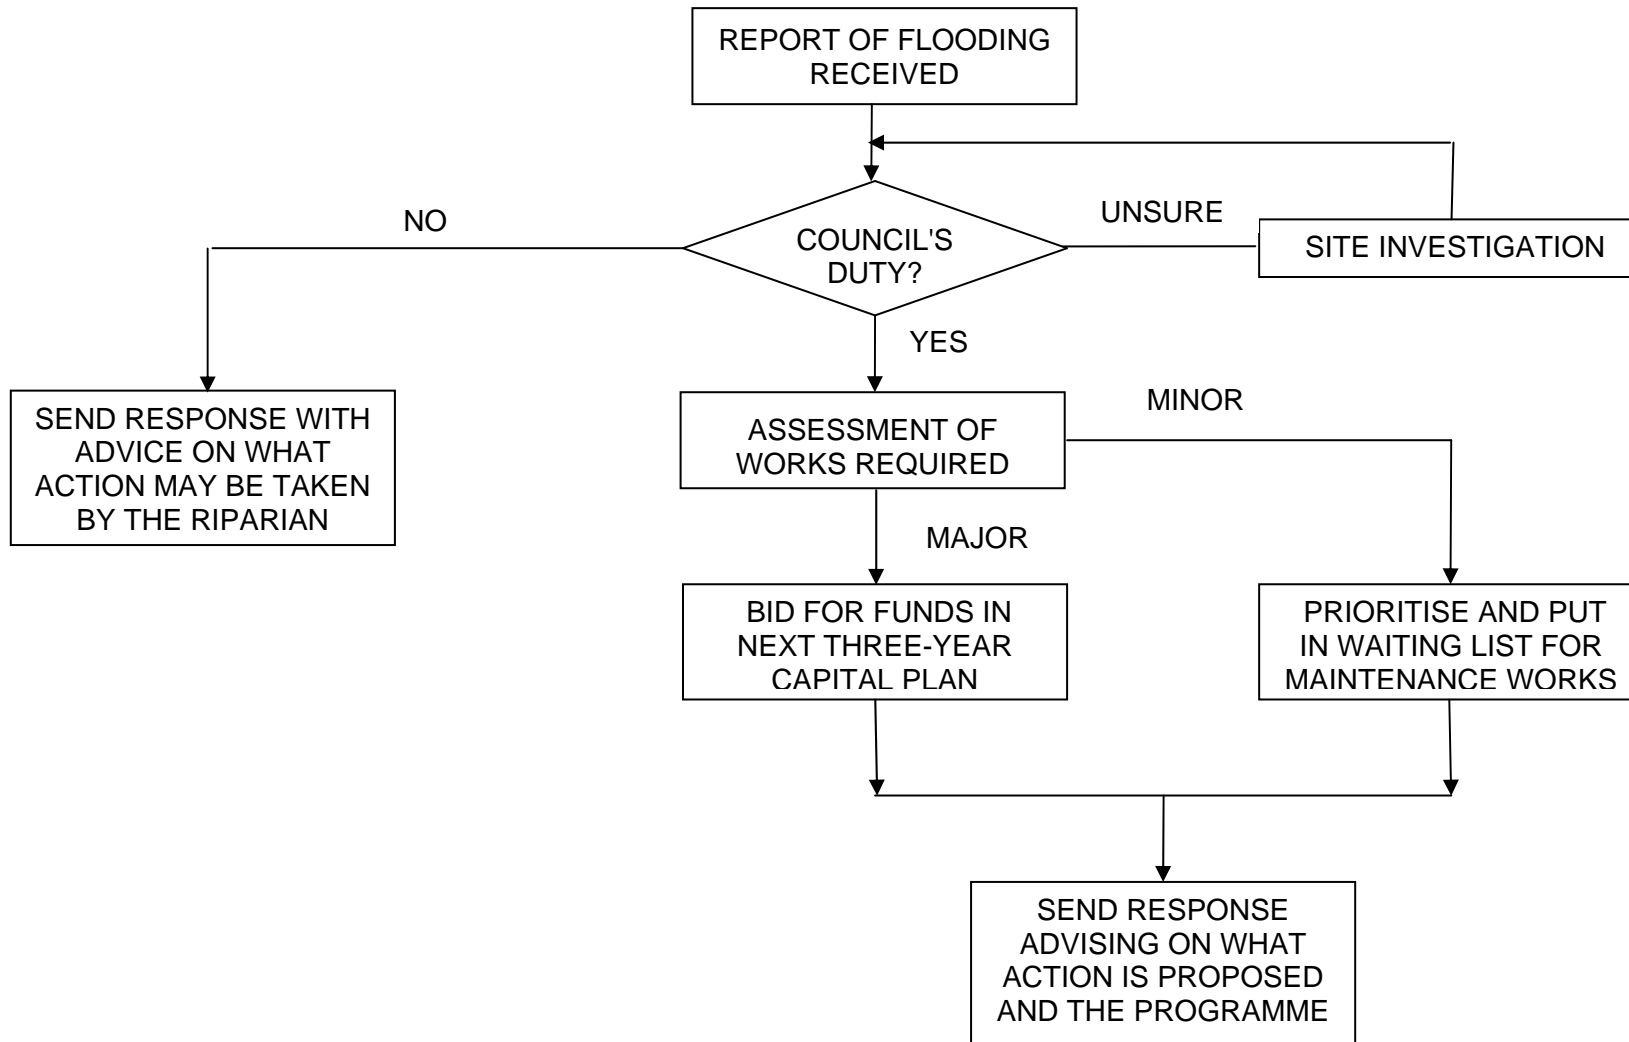 REPORT OF FLOODING
RECEIVED
NO
UNSURE
COUNCIL'S
DUTY?
SITE INVESTIGATION
YES
SEND RESPONSE WITH
ADVICE ON WHAT
ACTION MAY BE TAKEN
BY THE RIPARIAN
ASSESSMENT OF
WORKS REQUIRED
MINOR
MAJOR
BID FOR FUNDS IN
NEXT THREE-YEAR
CAPITAL PLAN
PRIORITISE AND PUT
IN WAITING LIST FOR
MAINTENANCE WORKS
SEND RESPONSE
ADVISING ON WHAT
ACTION IS PROPOSED
AND THE PROGRAMME